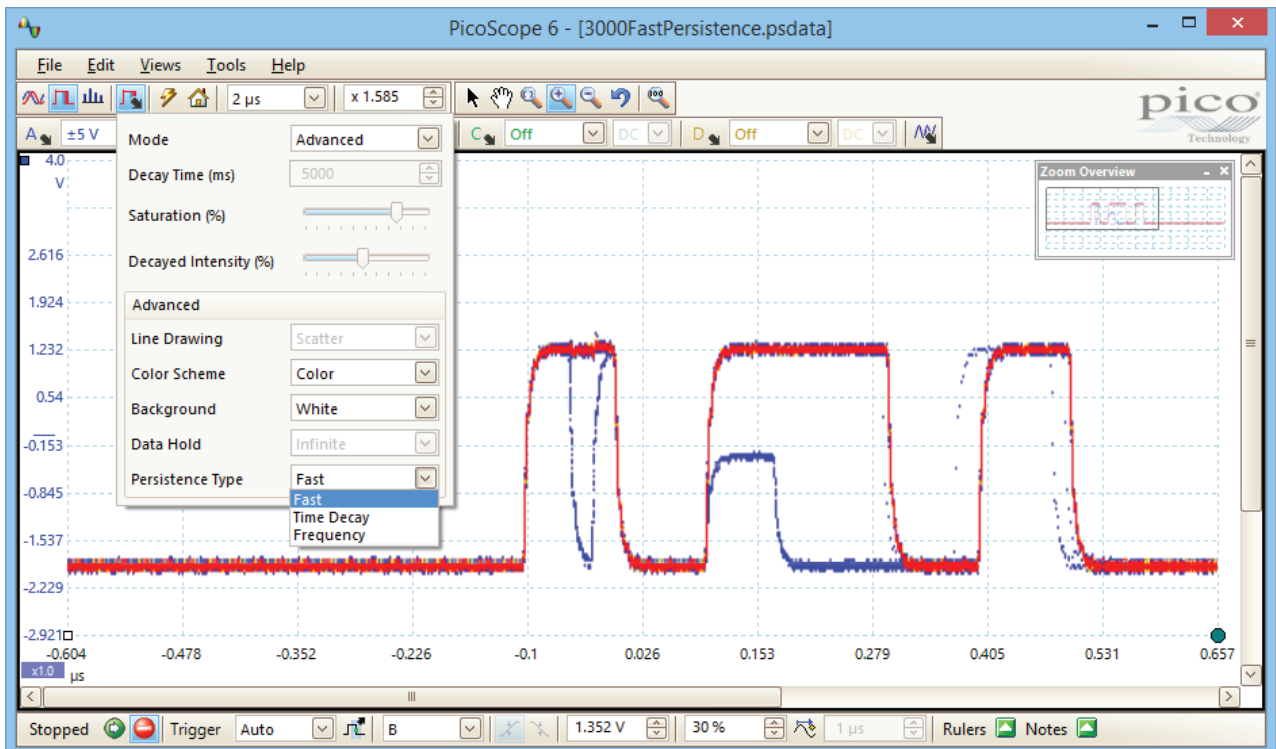 PicoScope 6 - [3000FastPersistence.psdata]
File Edit Views Tools Help
2 µs x 1.585
pico
Technology
A ±5 V C Off DC D Off DC
Mode Advanced
Decay Time (ms) 5000
Saturation (%)
Decayed Intensity (%)
Advanced
Line Drawing Scatter
Color Scheme Color
Background White
Data Hold Infinite
Persistence Type Fast
Fast
Time Decay
Frequency
Zoom Overview
4.0
V
2.616
1.924
1.232
0.54
-0.153
-0.845
-1.537
-2.229
-2.921
-0.604 -0.478 -0.352 -0.226 -0.1 0.026 0.153 0.279 0.405 0.531 0.657
x1.0 µs
Stopped Trigger Auto B 1.352 V 30 % 1 µs Rulers Notes